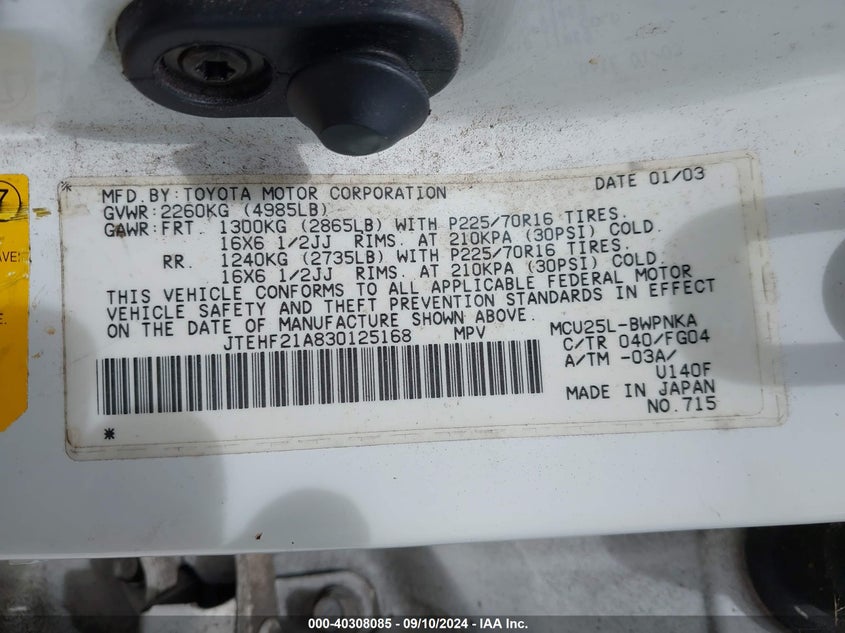 MFD. BY: TOYOTA MOTOR CORPORATION DATE 01/03
GVWR: 2260KG (4985LB)
GAWR: FRT. 1300KG (2865LB) WITH P225/70R16 TIRES.
16X6 1/2JJ RIMS. AT 210KPA (30PSI) COLD.
RR. 1240KG (2735LB) WITH P225/70R16 TIRES.
16X6 1/2JJ RIMS. AT 210KPA (30PSI) COLD.
THIS VEHICLE CONFORMS TO ALL APPLICABLE FEDERAL MOTOR
VEHICLE SAFETY AND THEFT PREVENTION STANDARDS IN EFFECT
ON THE DATE OF MANUFACTURE SHOWN ABOVE.
JTEHF21A830125168 MPV MCU25L-BWPNKA
C/TR 040/FG04
A/TM -03A/
U140F
MADE IN JAPAN
NO.715
7
AVE:
E.
000-40308085 - 09/10/2024 - IAA Inc.